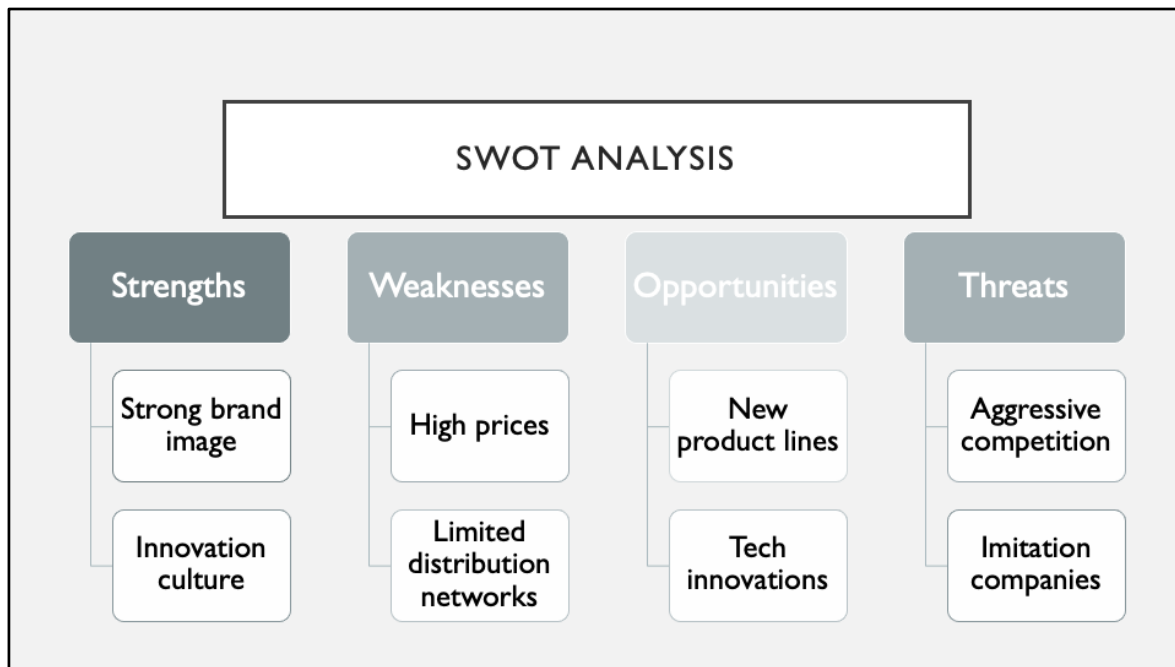 SWOT ANALYSIS
Strengths
Strong brand
image
Innovation
culture
Weaknesses
High prices
Limited
distribution
networks
Opportunities
New
product lines
Tech
innovations
Threats
Aggressive
competition
Imitation
companies